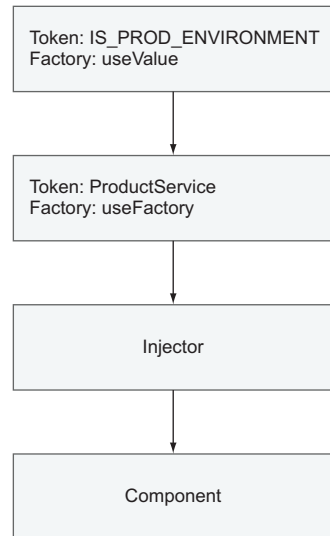 Token: IS_PROD_ENVIRONMENT
Factory: useValue
Token: ProductService
Factory: useFactory
Injector
Component